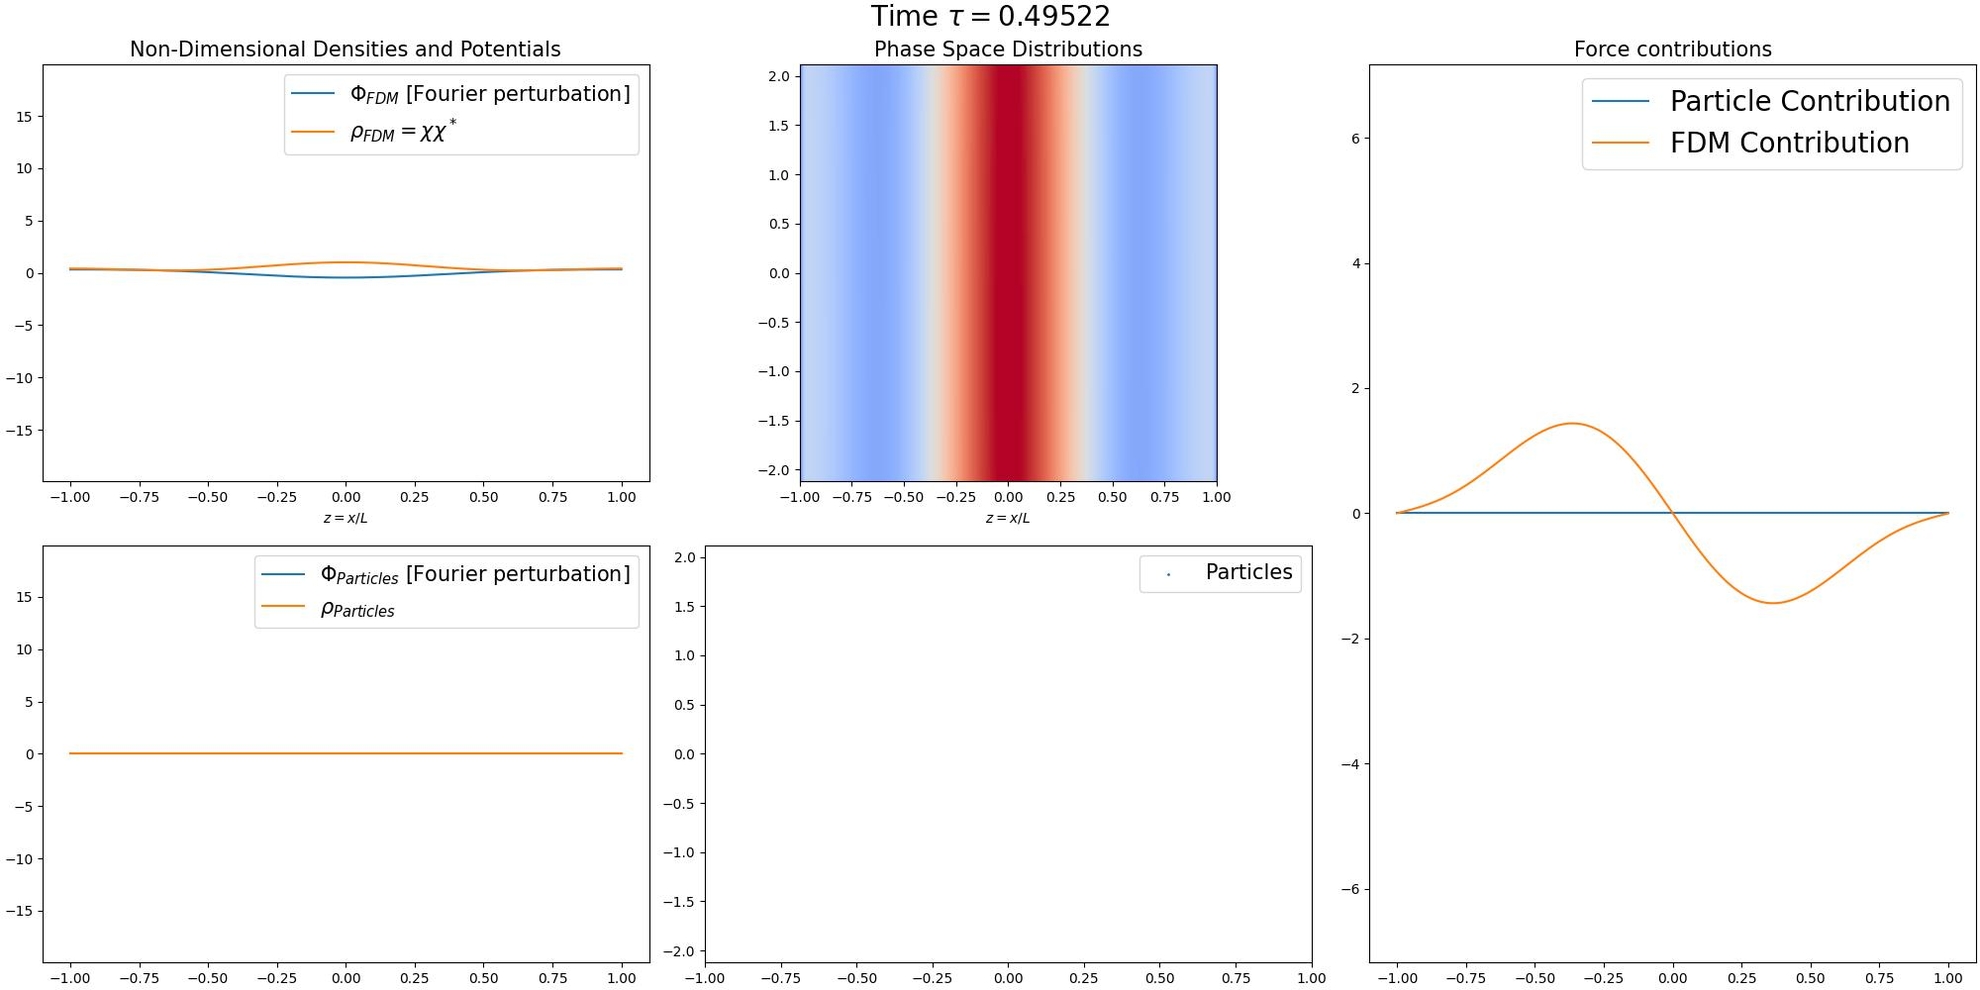 Time τ = 0.49522
Non-Dimensional Densities and Potentials
Φ_FDM [Fourier perturbation]
ρ_FDM = χχ*
15
10
5
0
−5
−10
−15
−1.00 −0.75 −0.50 −0.25 0.00 0.25 0.50 0.75 1.00
z = x/L
Phase Space Distributions
2.0
1.5
1.0
0.5
0.0
−0.5
−1.0
−1.5
−2.0
−1.00 −0.75 −0.50 −0.25 0.00 0.25 0.50 0.75 1.00
z = x/L
Force contributions
Particle Contribution
FDM Contribution
6
4
2
0
−2
−4
−6
−1.00 −0.75 −0.50 −0.25 0.00 0.25 0.50 0.75 1.00
Φ_Particles [Fourier perturbation]
ρ_Particles
15
10
5
0
−5
−10
−15
−1.00 −0.75 −0.50 −0.25 0.00 0.25 0.50 0.75 1.00
Particles
2.0
1.5
1.0
0.5
0.0
−0.5
−1.0
−1.5
−2.0
−1.00 −0.75 −0.50 −0.25 0.00 0.25 0.50 0.75 1.00